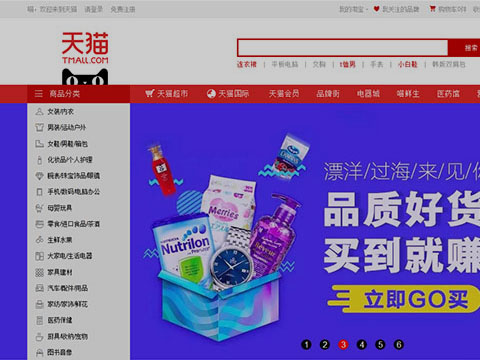 喵,欢迎来到天猫 请登录 免费注册 我的淘宝 我关注的品牌 购物车0件
天猫
TMALL.COM
搜索
连衣裙 平板电脑 文胸 t恤男 手表 小白鞋 韩版双肩包
商品分类 天猫超市 天猫国际 天猫会员 品牌街 电器城 喵鲜生 医药馆
女装/内衣
男装/运动户外
女鞋/男鞋/箱包
化妆品/个人护理
腕表/珠宝饰品/眼镜
手机/数码/电脑办公
母婴玩具
零食/进口食品/茶酒
生鲜水果
大家电/生活电器
家具建材
汽车/配件/用品
家纺/家饰/鲜花
医药保健
厨具/收纳/宠物
图书音像
漂洋/过海/来/见/你
品质好货
买到就赚
立即GO买
Merries
Nutrilon
1 2 3 4 5 6